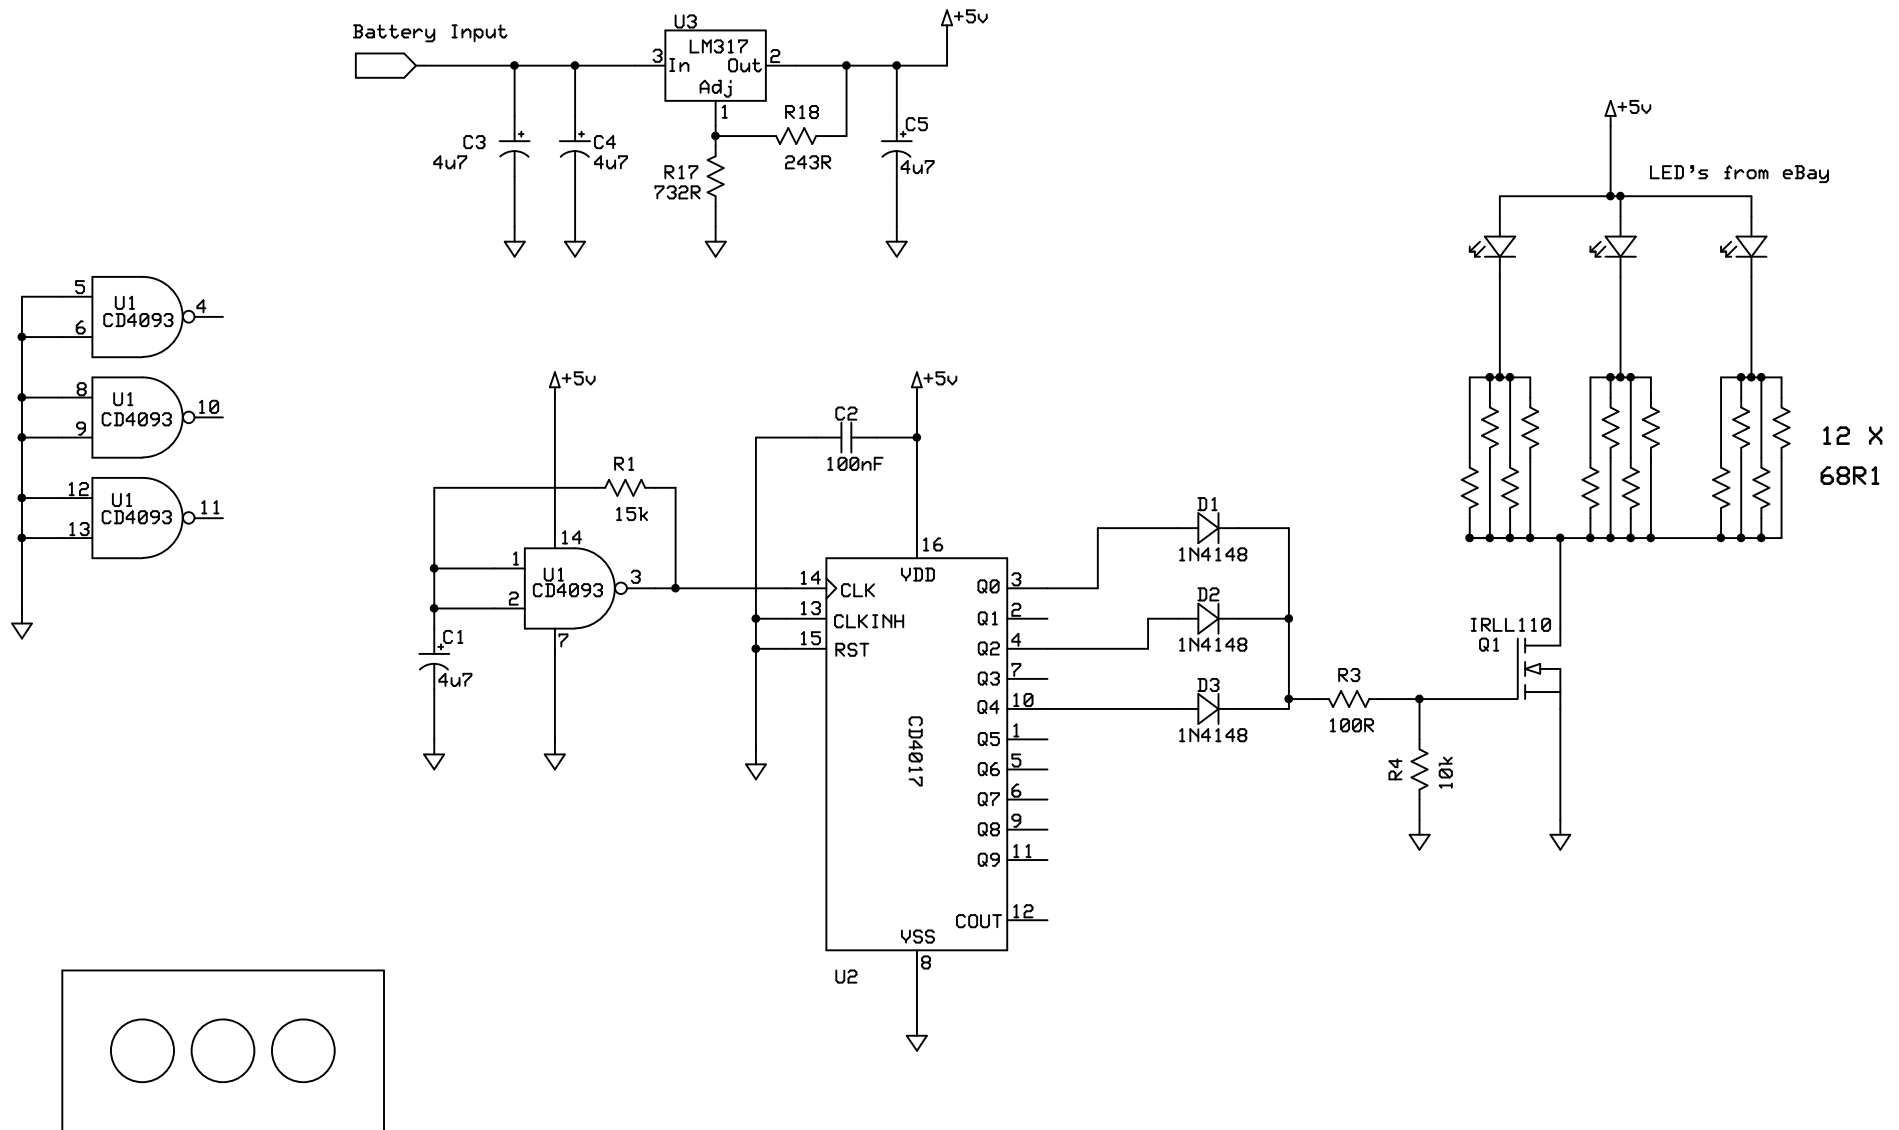 Battery Input
U3
LM317
3 In Out 2
Adj
1
+5v
C3
4u7
+
C4
4u7
+
R17
732R
R18
243R
C5
4u7
+
+5v
LED's from eBay
12 X
68R1
5
6
U1
CD4093
4
8
9
U1
CD4093
10
12
13
U1
CD4093
11
+5v
R1
15k
14
1
2
U1
CD4093
3
7
C1
4u7
+
+5v
C2
100nF
16
VDD
14 CLK
13 CLKINH
15 RST
Q0 3
Q1 2
Q2 4
Q3 7
Q4 10
Q5 1
Q6 5
Q7 6
Q8 9
Q9 11
COUT 12
CD4017
VSS
8
U2
D1
1N4148
D2
1N4148
D3
1N4148
R3
100R
R4
10k
IRLL110
Q1